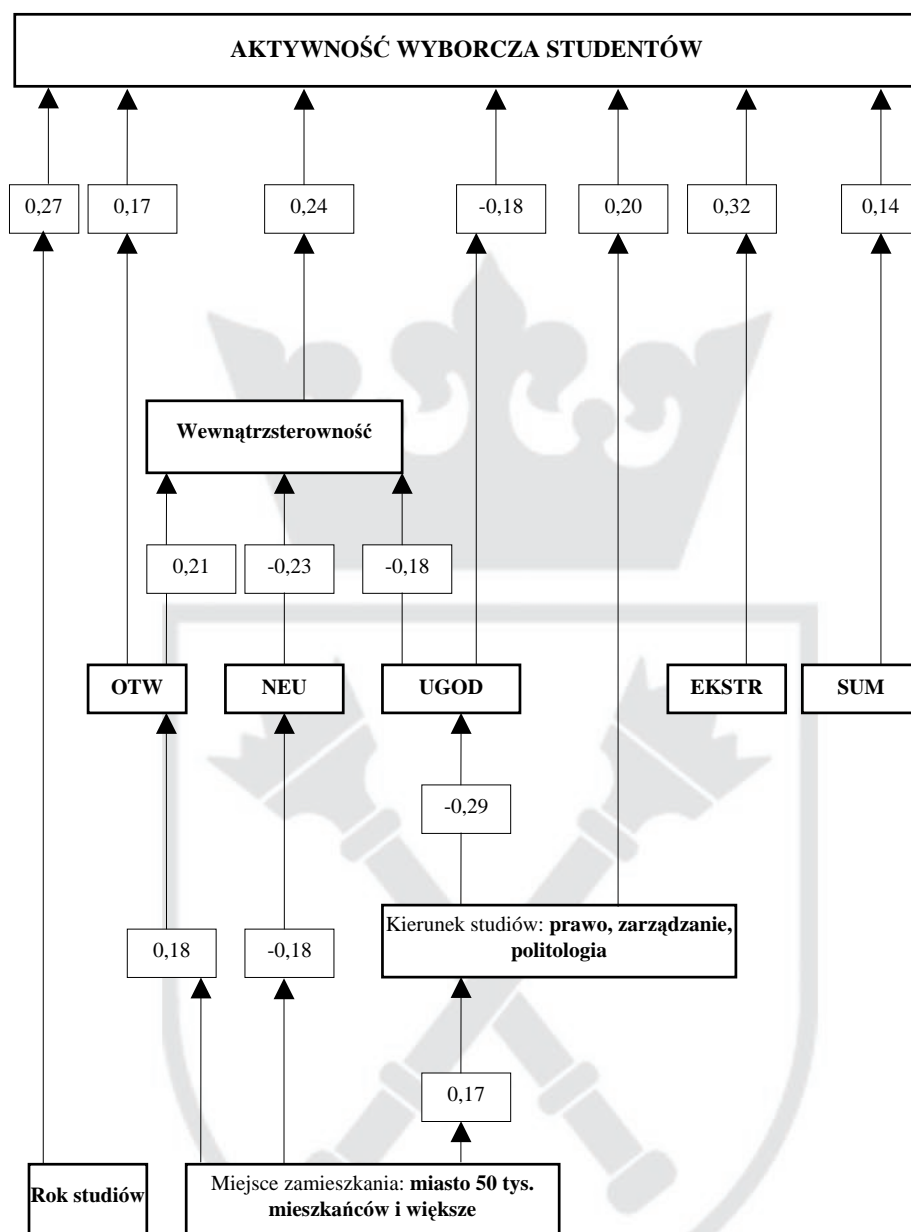 AKTYWNOŚĆ WYBORCZA STUDENTÓW
0,27
0,17
0,24
-0,18
0,20
0,32
0,14
Wewnątrzsterowność
0,21
-0,23
-0,18
OTW
NEU
UGOD
EKSTR
SUM
-0,29
Kierunek studiów: prawo, zarządzanie,
politologia
0,18
-0,18
0,17
Rok studiów
Miejsce zamieszkania: miasto 50 tys.
mieszkańców i większe